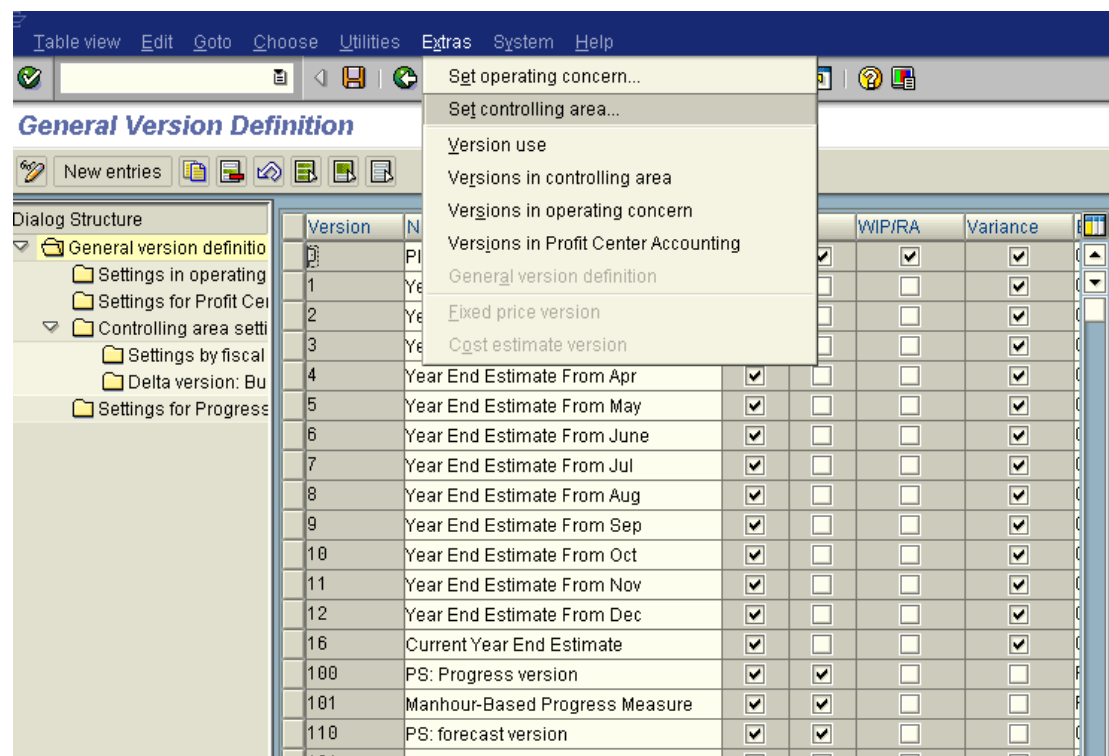 Table view Edit Goto Choose Utilities Extras System Help
Set operating concern...
Set controlling area...
Version use
Versions in controlling area
Versions in operating concern
Versions in Profit Center Accounting
General version definition
Fixed price version
Cost estimate version
General Version Definition
New entries
Dialog Structure
General version definitio
Settings in operating
Settings for Profit Cer
Controlling area setti
Settings by fiscal
Delta version: Bu
Settings for Progress
Version N WIP/RA Variance E
0 Pl
1 Ye
2 Ye
3 Ye
4 Year End Estimate From Apr
5 Year End Estimate From May
6 Year End Estimate From June
7 Year End Estimate From Jul
8 Year End Estimate From Aug
9 Year End Estimate From Sep
10 Year End Estimate From Oct
11 Year End Estimate From Nov
12 Year End Estimate From Dec
16 Current Year End Estimate
100 PS: Progress version
101 Manhour-Based Progress Measure
110 PS: forecast version